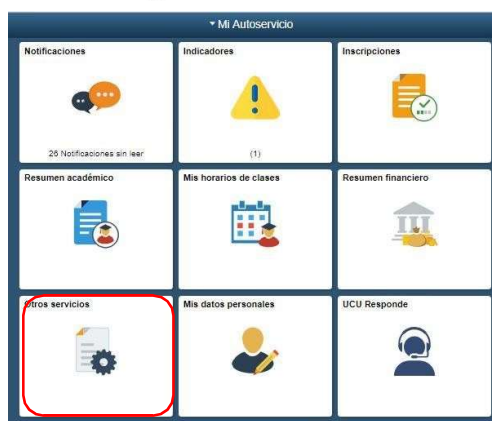 Mi Autoservicio
Notificaciones
Indicadores
Inscripciones
26 Notificaciones sin leer
(1)
Resumen académico
Mis horarios de clases
Resumen financiero
Otros servicios
Mis datos personales
UCU Responde